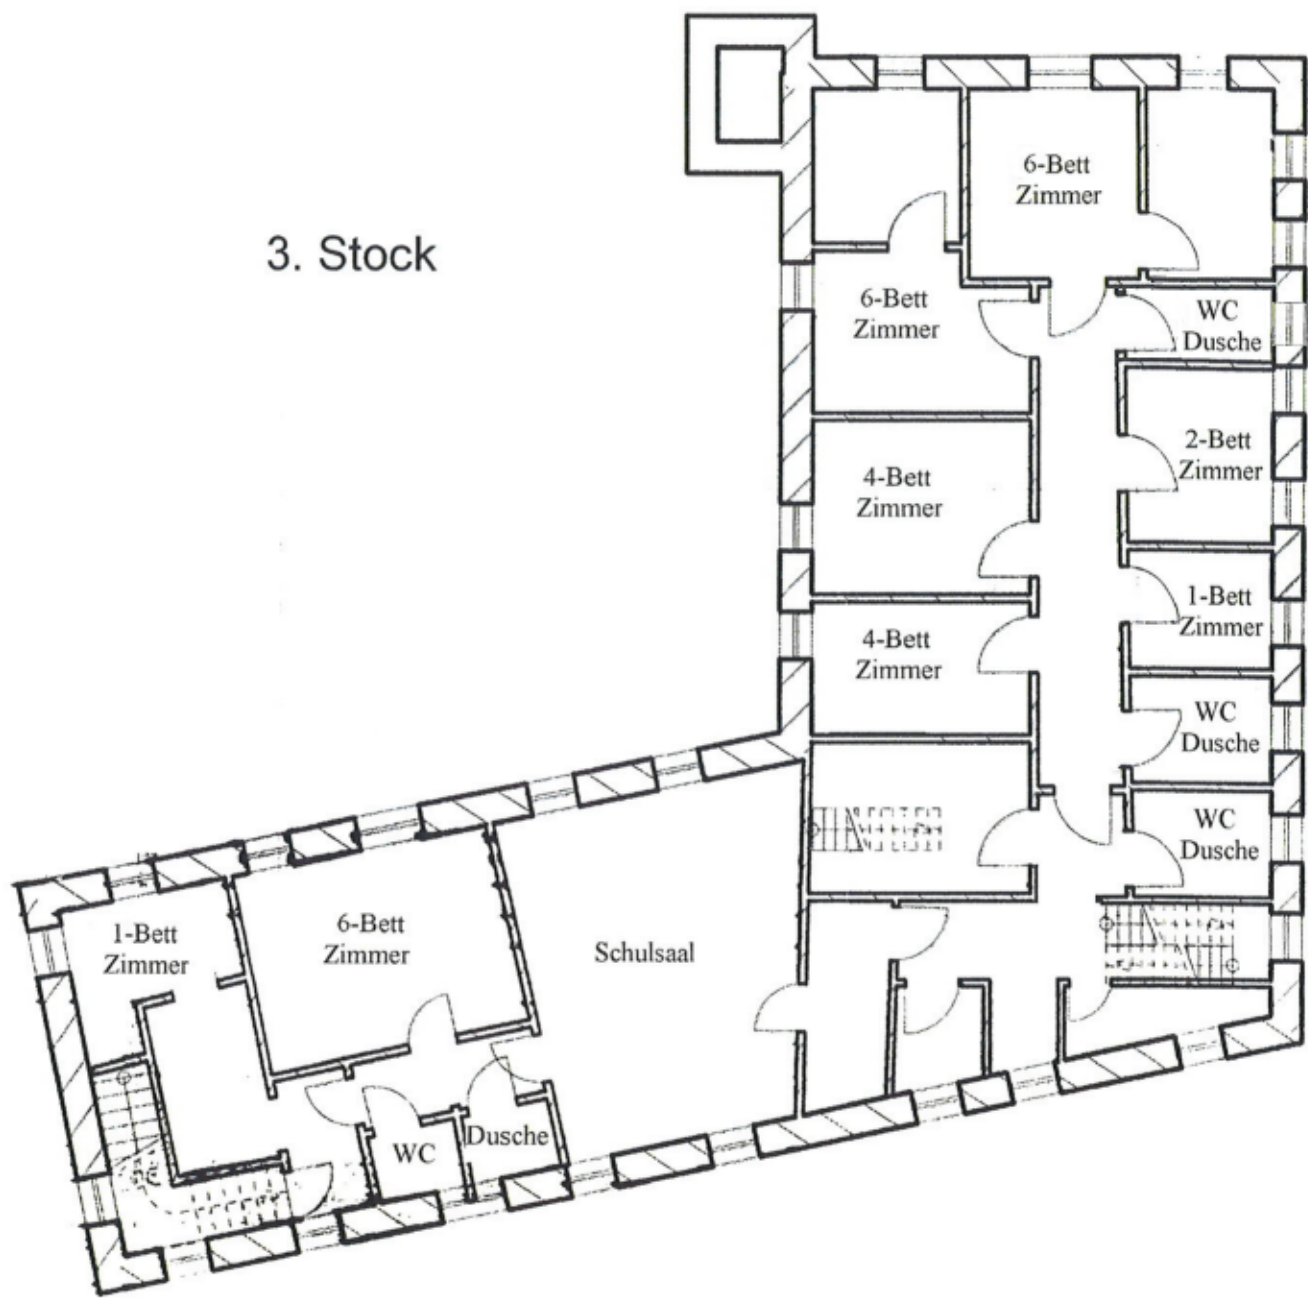 3. Stock
6-Bett
Zimmer
6-Bett
Zimmer
WC
Dusche
4-Bett
Zimmer
2-Bett
Zimmer
4-Bett
Zimmer
1-Bett
Zimmer
WC
Dusche
WC
Dusche
1-Bett
Zimmer
6-Bett
Zimmer
Schulsaal
WC
Dusche